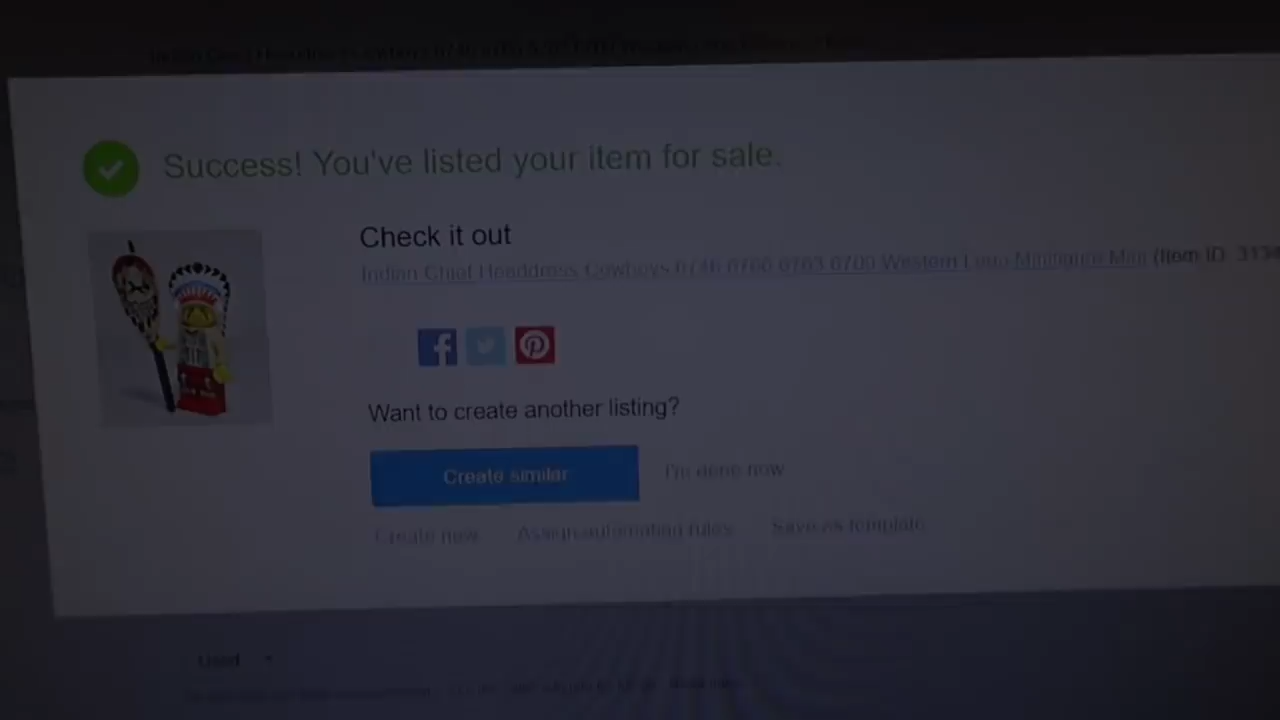 Success! You've listed your item for sale.
Check it out
Indian Chief Headdress Cowboys 6746 6766 6763 6709 Western Lego Minifigure Man (Item ID: 313
Want to create another listing?
Create similar
I'm done now
Create new
Assign automation rules
Save as template
Used